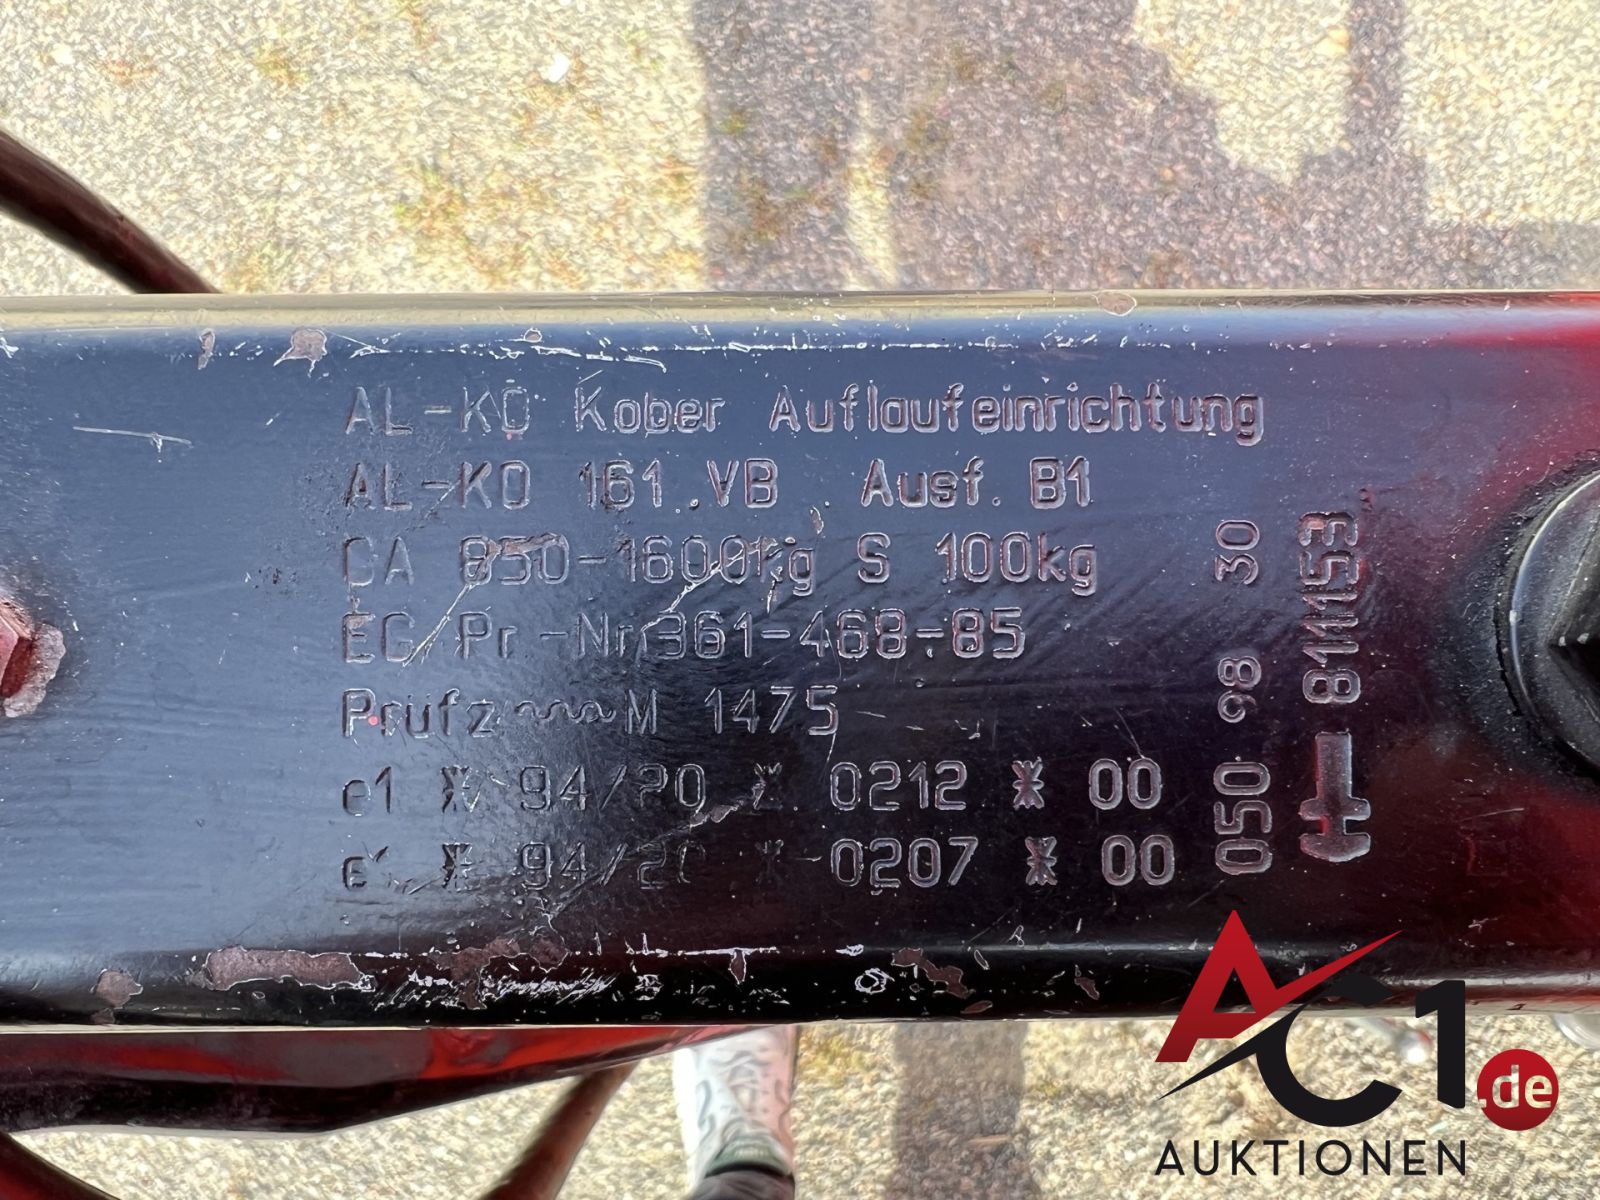 AL-KO Kober Auflaufeinrichtung
AL-KO 161 VB Ausf. B1
CA 850-1600kg S 100kg
EG Pr.-Nr.361-468-85
Prüfz ~~~M 1475
e1 * 94/20 * 0212 * 00
e1 * 94/20 * 0207 * 00
050 98 30
811153
AC1.de
AUKTIONEN